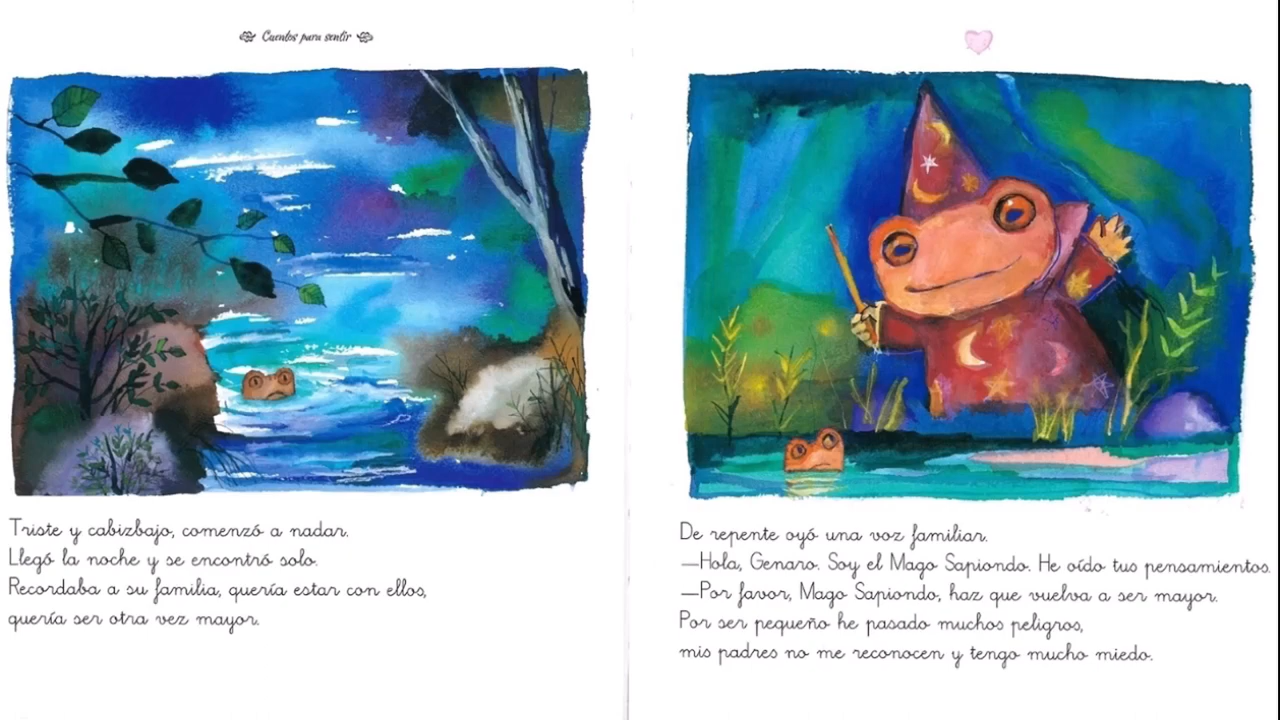 Cuentos para sentir
Triste y cabizbajo, comenzó a nadar.
Llegó la noche y se encontró solo.
Recordaba a su familia, quería estar con ellos,
quería ser otra vez mayor.
De repente oyó una voz familiar.
—Hola, Genaro. Soy el Mago Sapiondo. He oído tus pensamientos.
—Por favor, Mago Sapiondo, haz que vuelva a ser mayor.
Por ser pequeño he pasado muchos peligros,
mis padres no me reconocen y tengo mucho miedo.